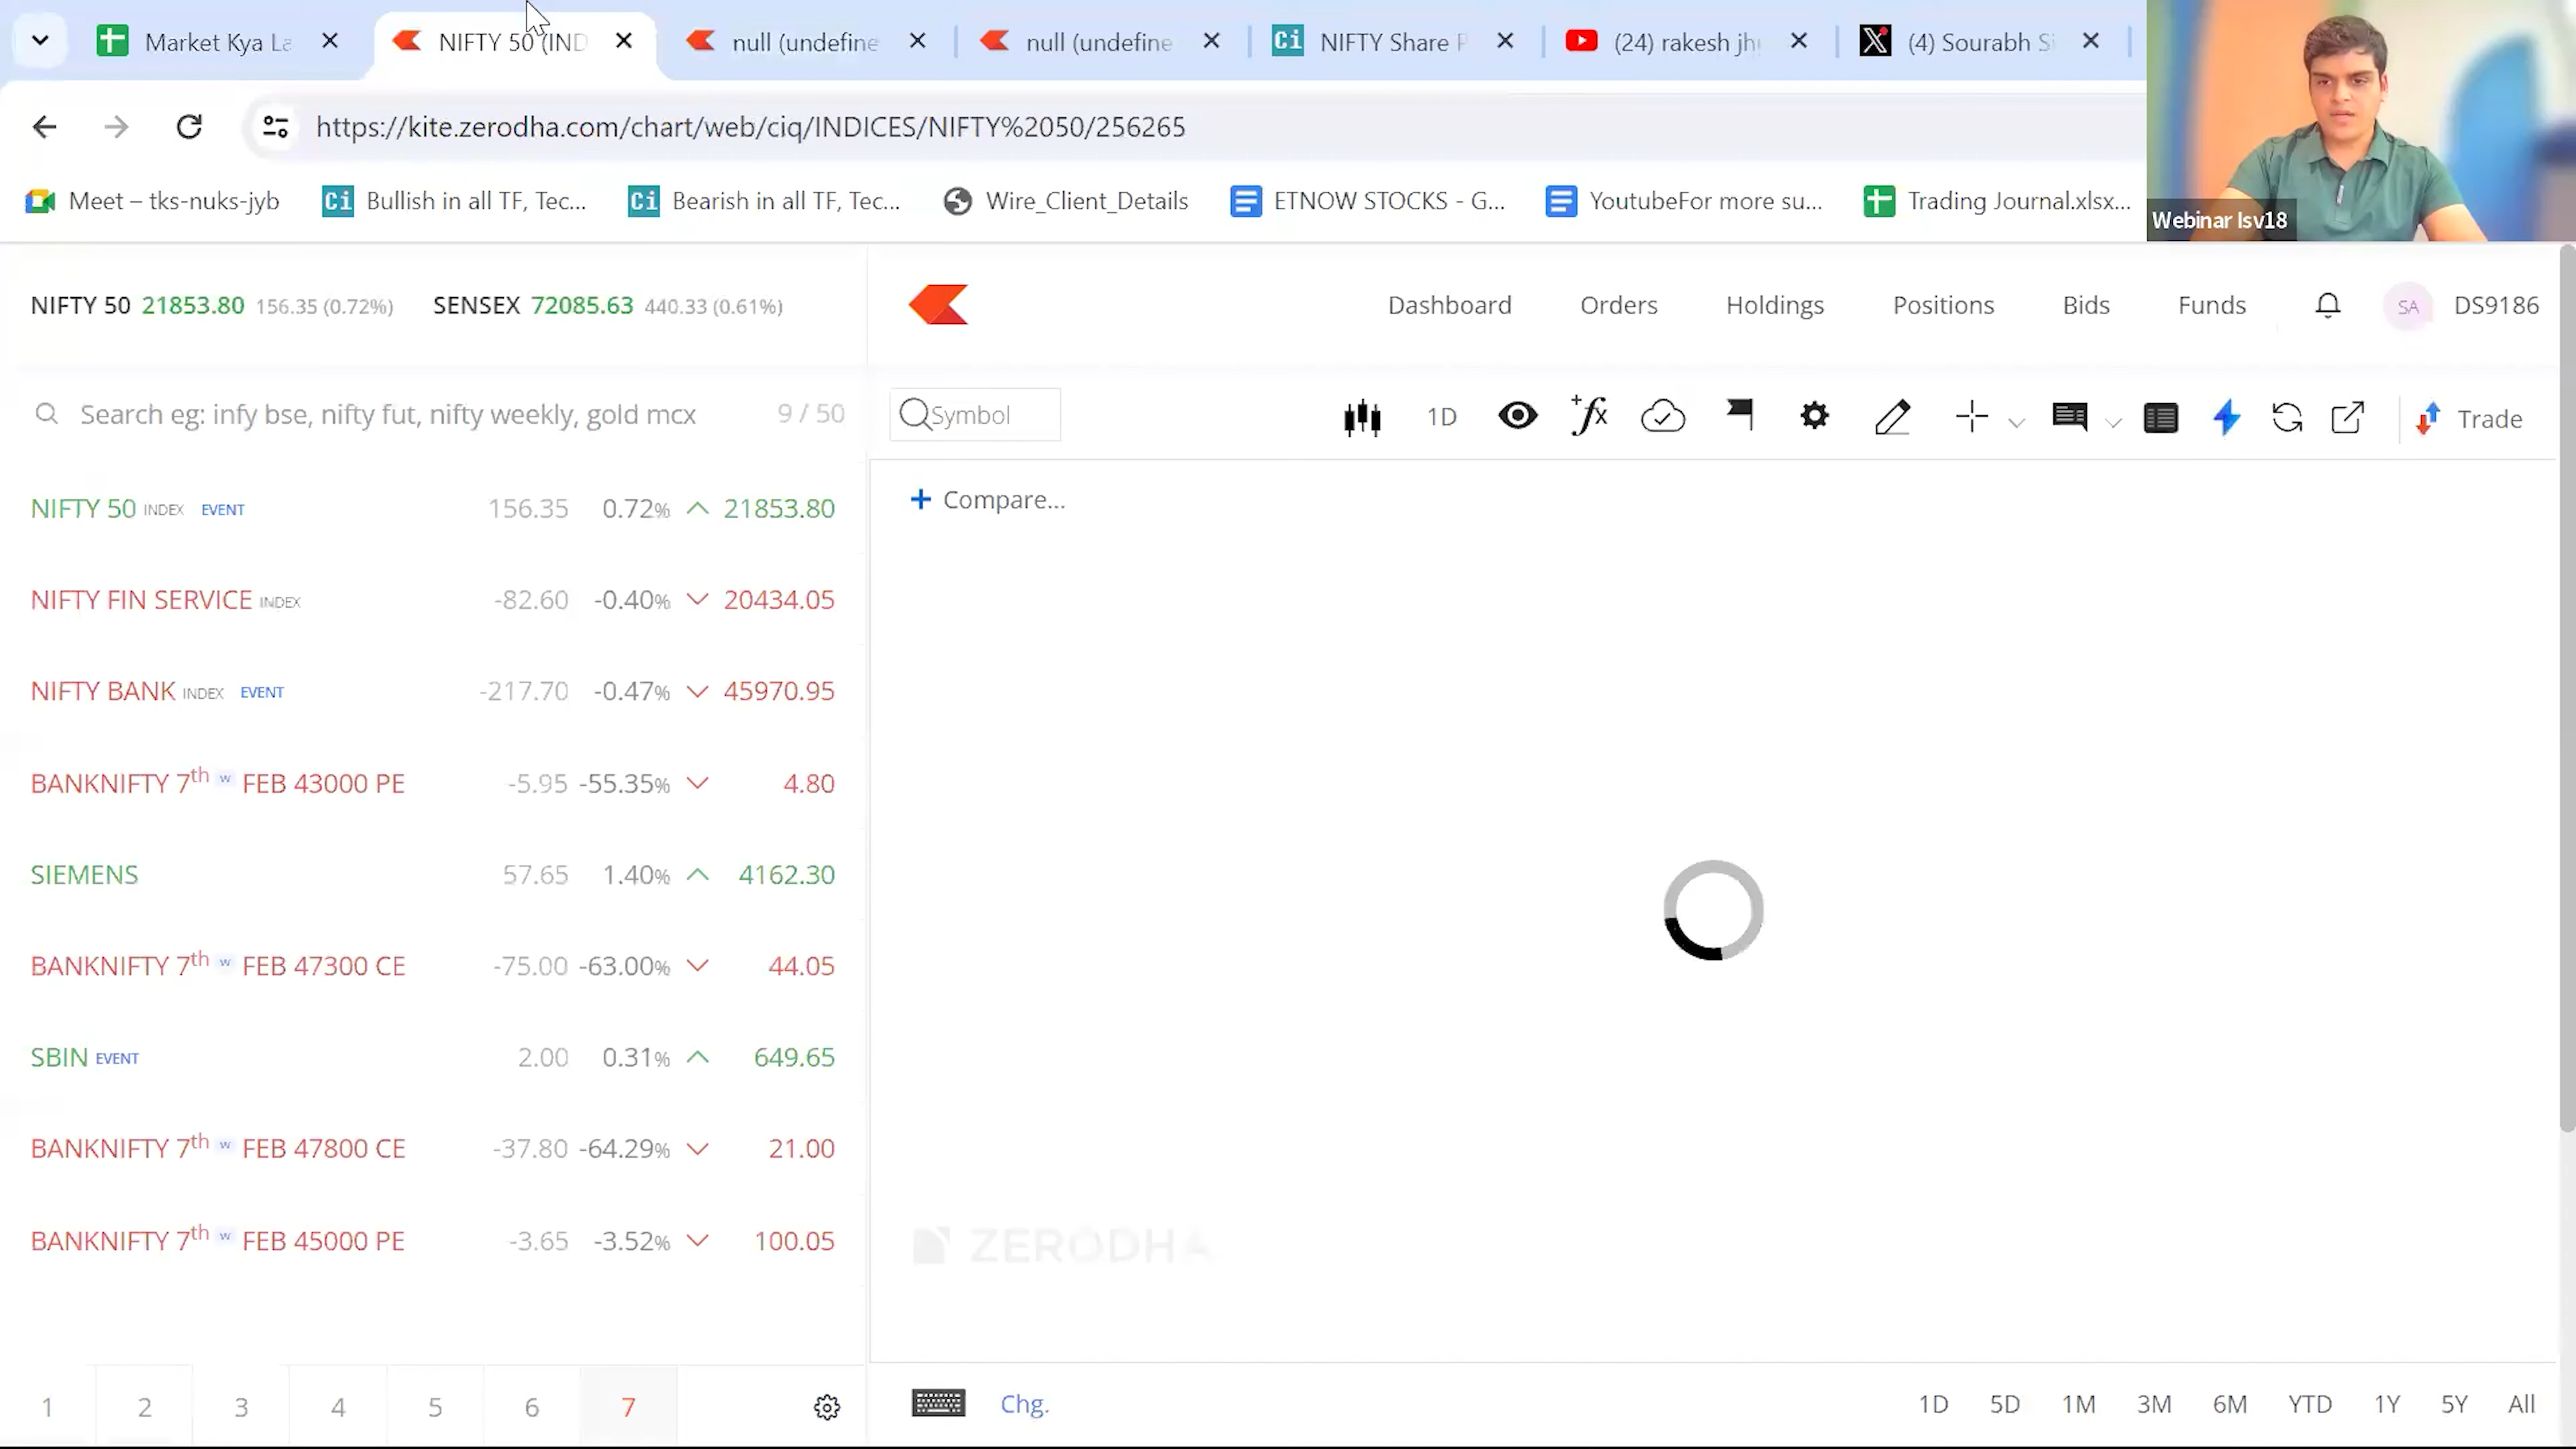 Market Kya La
NIFTY 50 (IND
null (undefine
null (undefine
Ci NIFTY Share P
(24) rakesh jh
(4) Sourabh Si
https://kite.zerodha.com/chart/web/ciq/INDICES/NIFTY%2050/256265
Meet – tks-nuks-jyb
Ci Bullish in all TF, Tec...
Ci Bearish in all TF, Tec...
Wire_Client_Details
ETNOW STOCKS - G...
YoutubeFor more su...
Trading Journal.xlsx...
Webinar lsv18
NIFTY 50 21853.80 156.35 (0.72%) SENSEX 72085.63 440.33 (0.61%)
Dashboard Orders Holdings Positions Bids Funds SA DS9186
Search eg: infy bse, nifty fut, nifty weekly, gold mcx 9 / 50
Symbol 1D +fx Trade
+ Compare...
NIFTY 50 INDEX EVENT 156.35 0.72% 21853.80
NIFTY FIN SERVICE INDEX -82.60 -0.40% 20434.05
NIFTY BANK INDEX EVENT -217.70 -0.47% 45970.95
BANKNIFTY 7th w FEB 43000 PE -5.95 -55.35% 4.80
SIEMENS 57.65 1.40% 4162.30
BANKNIFTY 7th w FEB 47300 CE -75.00 -63.00% 44.05
SBIN EVENT 2.00 0.31% 649.65
BANKNIFTY 7th w FEB 47800 CE -37.80 -64.29% 21.00
BANKNIFTY 7th w FEB 45000 PE -3.65 -3.52% 100.05
ZERODHA
1 2 3 4 5 6 7
Chg. 1D 5D 1M 3M 6M YTD 1Y 5Y All